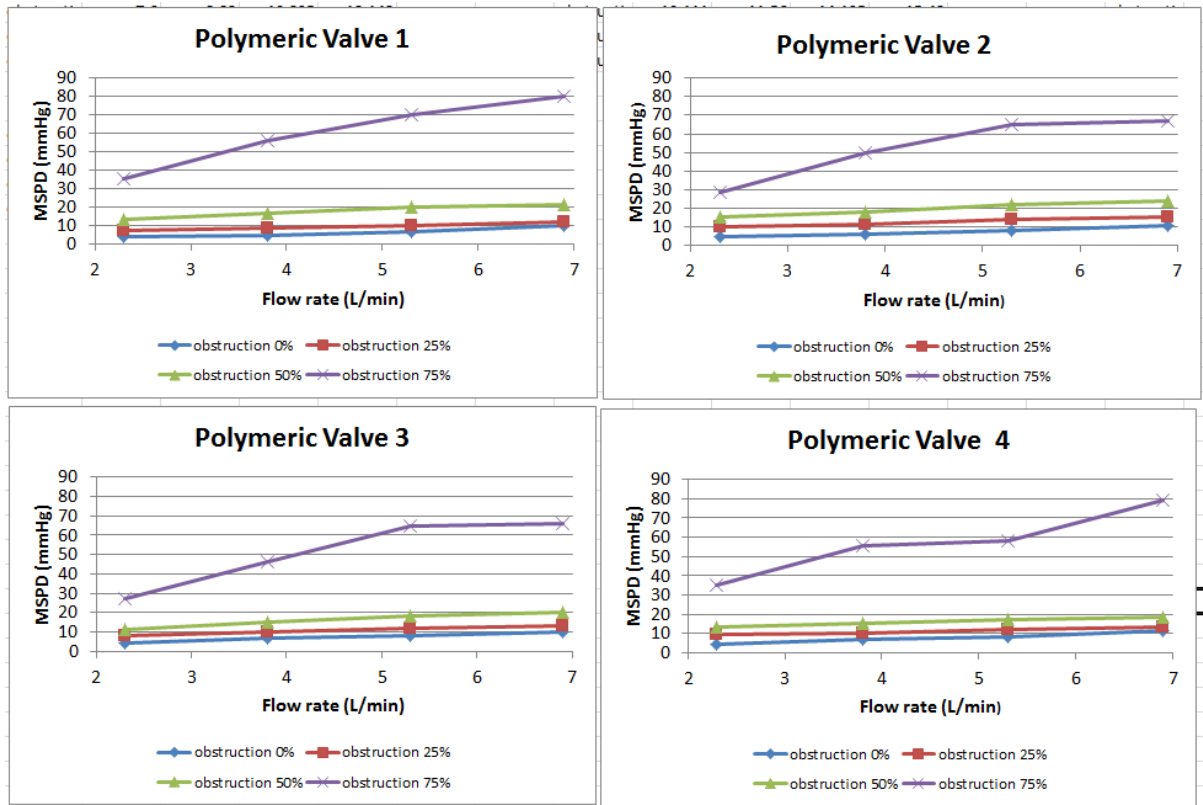 Polymeric Valve 1
MSPD (mmHg)
90
80
70
60
50
40
30
20
10
0
2 3 4 5 6 7
Flow rate (L/min)
obstruction 0% obstruction 25%
obstruction 50% obstruction 75%
Polymeric Valve 2
MSPD (mmHg)
90
80
70
60
50
40
30
20
10
0
2 3 4 5 6 7
Flow rate (L/min)
obstruction 0% obstruction 25%
obstruction 50% obstruction 75%
Polymeric Valve 3
MSPD (mmHg)
90
80
70
60
50
40
30
20
10
0
2 3 4 5 6 7
Flow rate (L/min)
obstruction 0% obstruction 25%
obstruction 50% obstruction 75%
Polymeric Valve 4
MSPD (mmHg)
90
80
70
60
50
40
30
20
10
0
2 3 4 5 6 7
Flow rate (L/min)
obstruction 0% obstruction 25%
obstruction 50% obstruction 75%